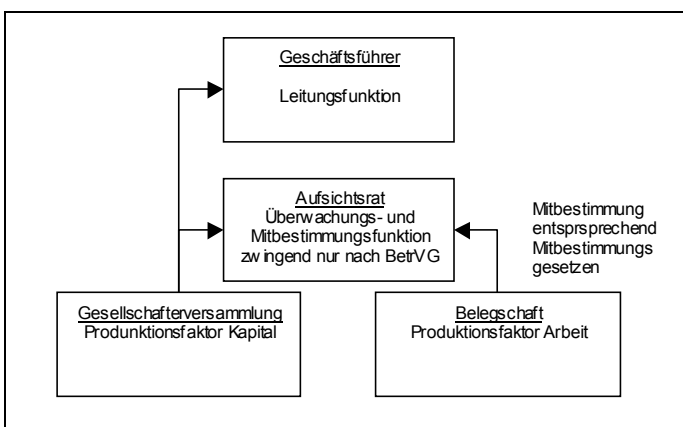 Geschäftsführer
Leitungsfunktion
Aufsichtsrat
Überwachungs- und
Mitbestimmungsfunktion
zwingend nur nach BetrVG
Mitbestimmung
entsprsprechend
Mitbestimmungs
gesetzen
Gesellschafterversammlung
Produnktionsfaktor Kapital
Belegschaft
Produktionsfaktor Arbeit